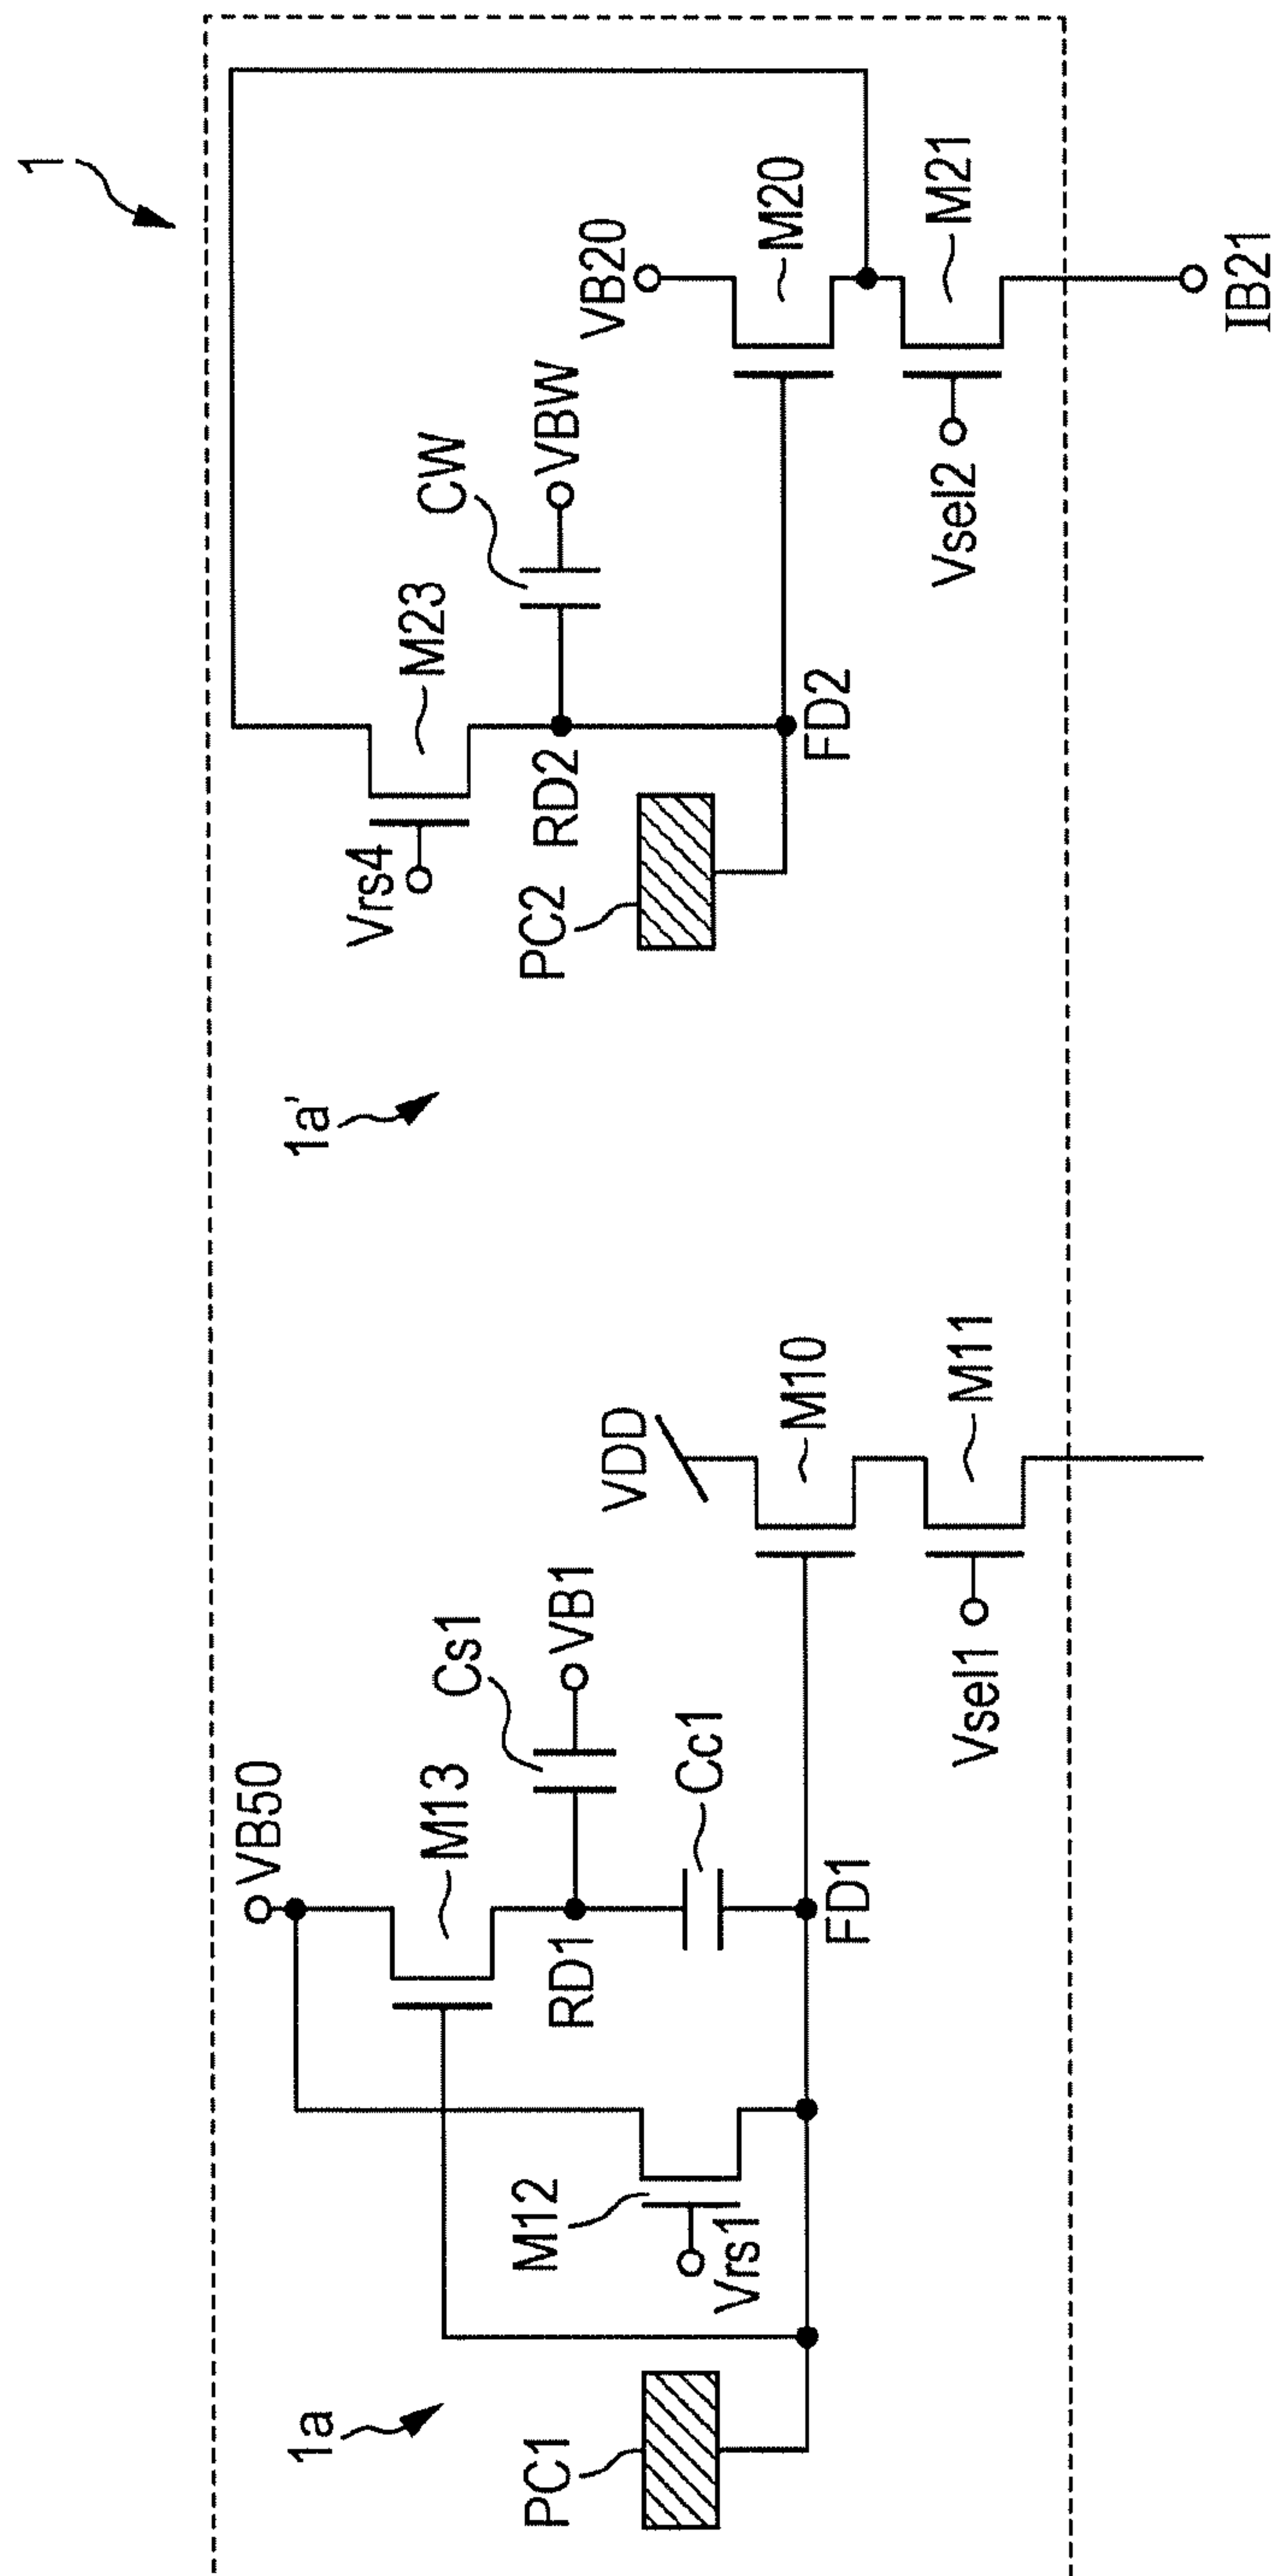 1
1a
VB50
M13
Cs1
VB1
RD1
Cc1
M12
Vrs1
PC1
FD1
VDD
M10
M11
Vsel1
1a'
Vrs4
M23
CW
VBW
RD2
PC2
FD2
VB20
M20
M21
Vsel2
IB21